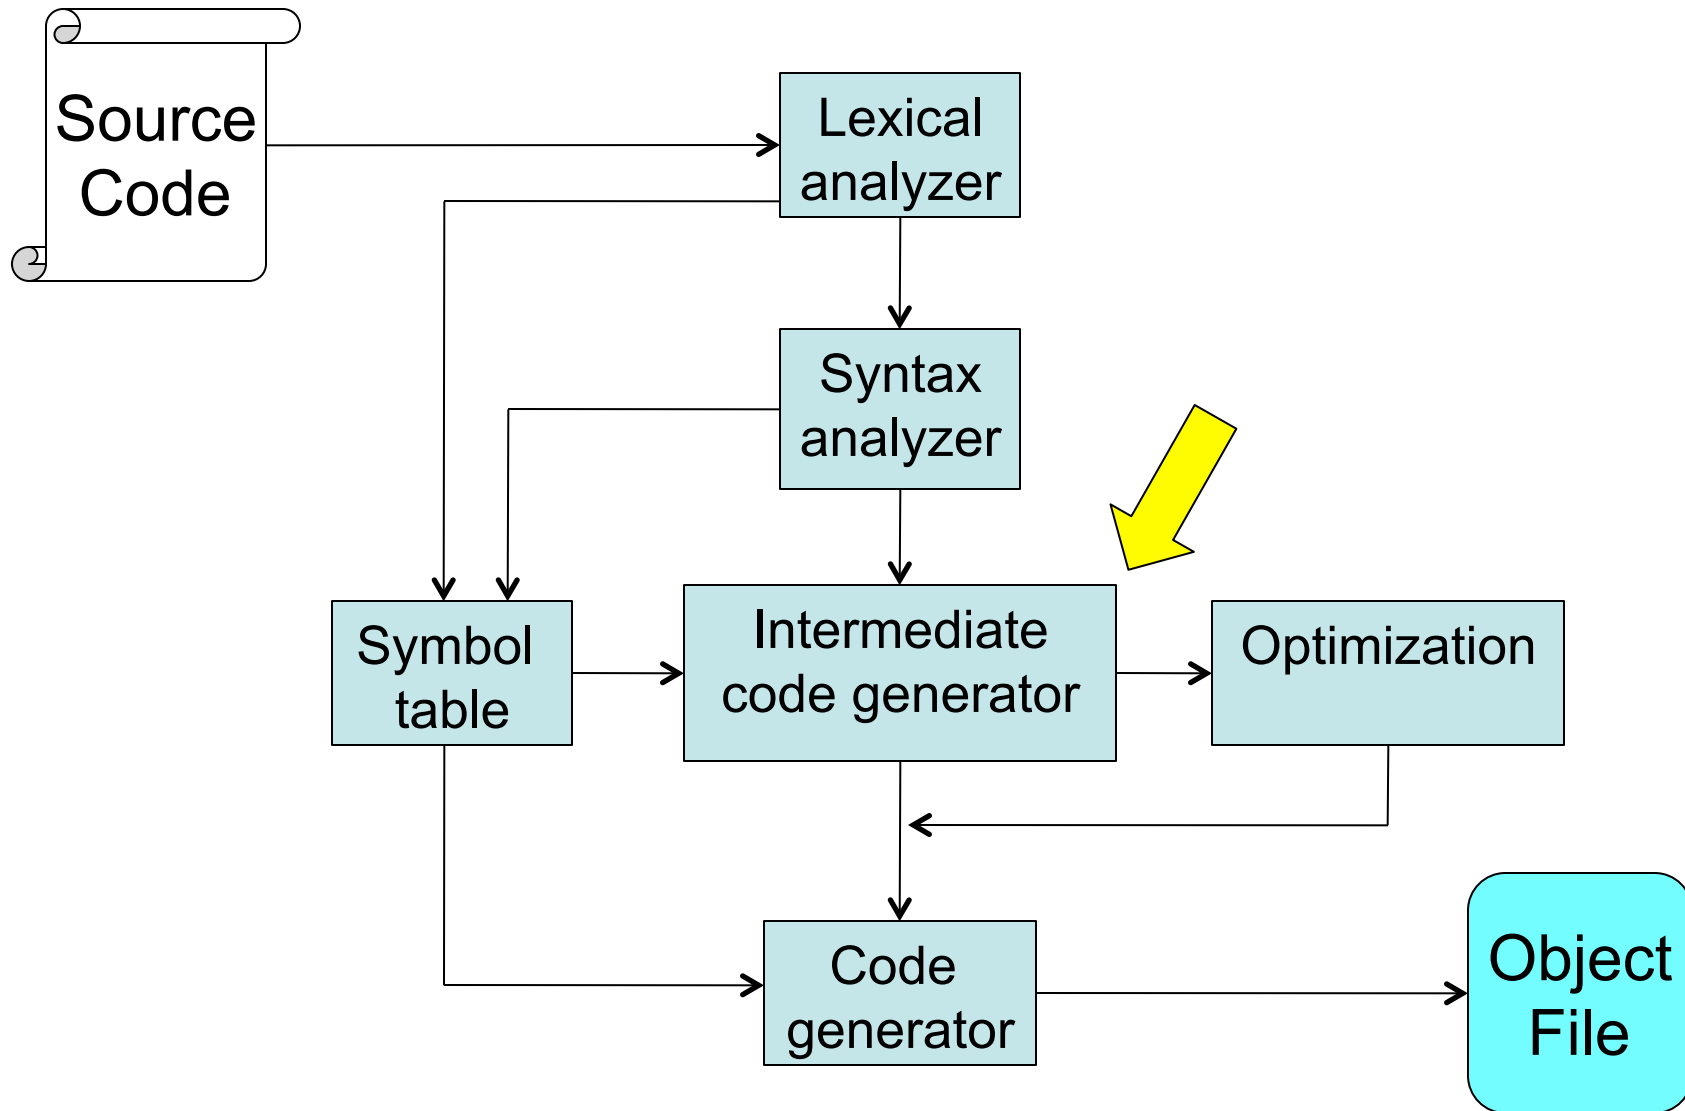 Source
Code
Lexical
analyzer
Syntax
analyzer
Symbol
table
Intermediate
code generator
Optimization
Code
generator
Object
File